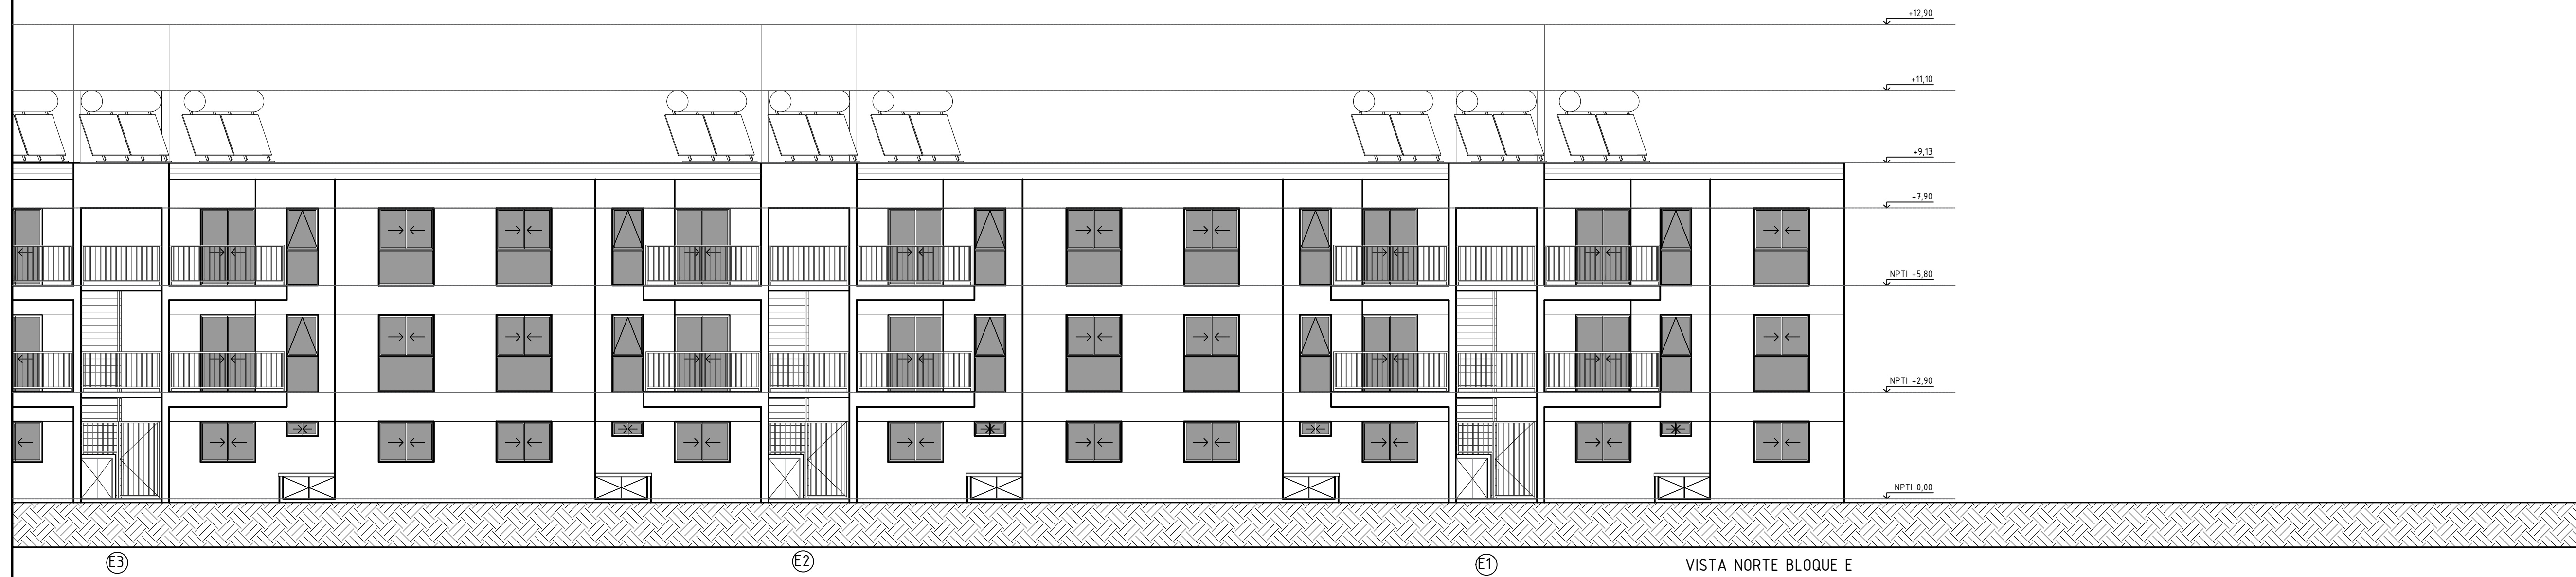 +12,90
+11,10
+9,13
+7,90
NPTI +5,80
NPTI +2,90
NPTI 0,00
E3
E2
E1
VISTA NORTE BLOQUE E